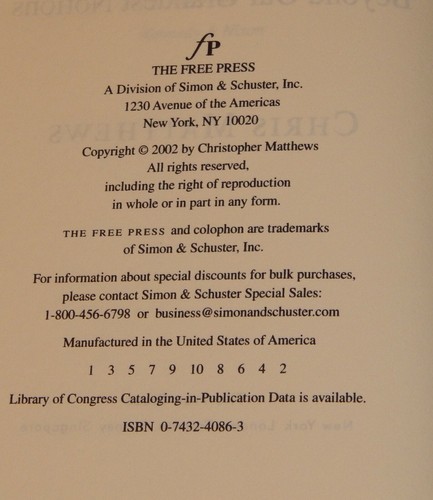 fP
THE FREE PRESS
A Division of Simon & Schuster, Inc.
1230 Avenue of the Americas
New York, NY 10020
Copyright © 2002 by Christopher Matthews
All rights reserved,
including the right of reproduction
in whole or in part in any form.
THE FREE PRESS and colophon are trademarks
of Simon & Schuster, Inc.
For information about special discounts for bulk purchases,
please contact Simon & Schuster Special Sales:
1-800-456-6798 or business@simonandschuster.com
Manufactured in the United States of America
1 3 5 7 9 10 8 6 4 2
Library of Congress Cataloging-in-Publication Data is available.
ISBN 0-7432-4086-3